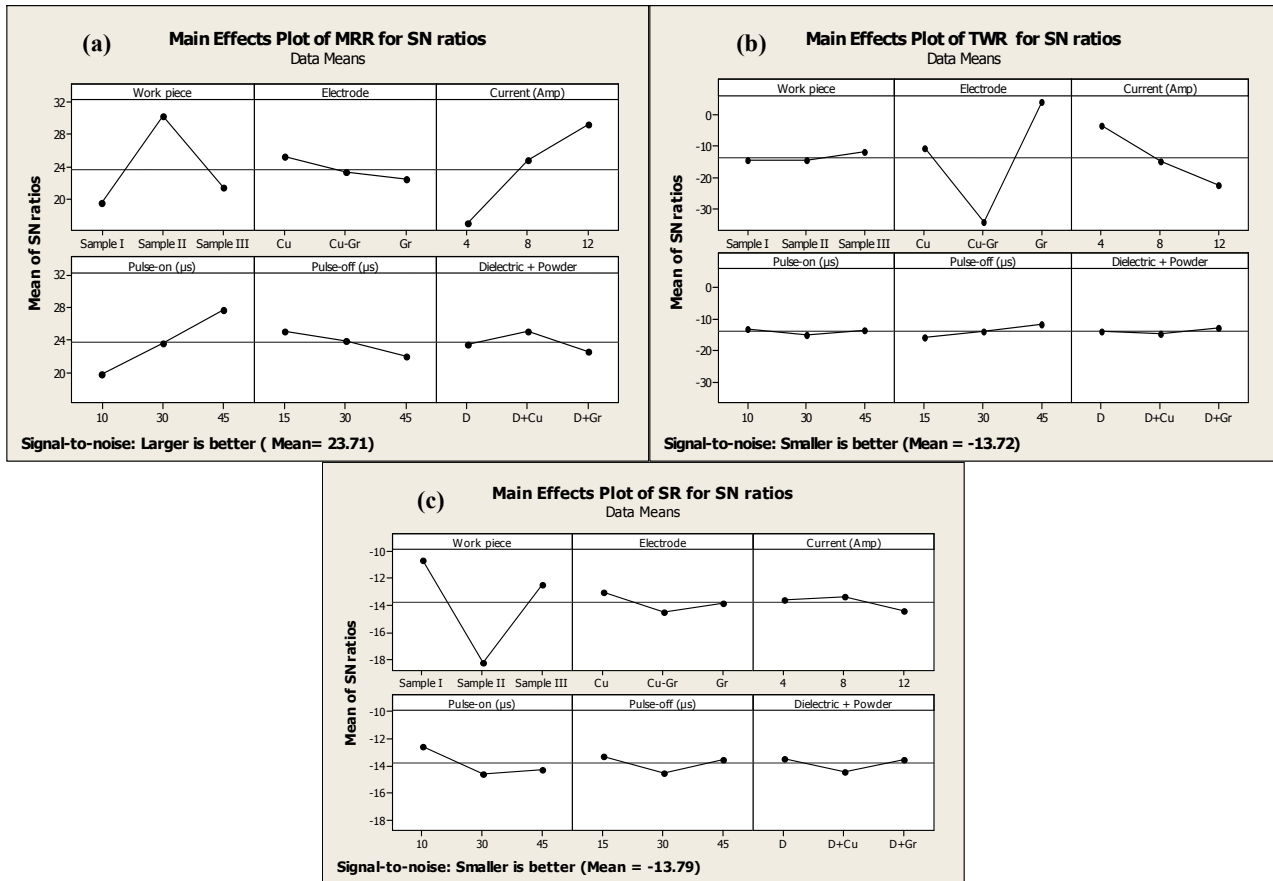 (a) Main Effects Plot of MRR for SN ratios
Data Means
Work piece Electrode Current (Amp)
32
28
24
20
Sample I Sample II Sample III Cu Cu-Gr Gr 4 8 12
Pulse-on (µs) Pulse-off (µs) Dielectric + Powder
32
28
24
20
10 30 45 15 30 45 D D+Cu D+Gr
Mean of SN ratios
Signal-to-noise: Larger is better ( Mean= 23.71)
(b) Main Effects Plot of TWR for SN ratios
Data Means
Work piece Electrode Current (Amp)
0
-10
-20
-30
Sample I Sample II Sample III Cu Cu-Gr Gr 4 8 12
Pulse-on (µs) Pulse-off (µs) Dielectric + Powder
0
-10
-20
-30
10 30 45 15 30 45 D D+Cu D+Gr
Mean of SN ratios
Signal-to-noise: Smaller is better (Mean = -13.72)
(c) Main Effects Plot of SR for SN ratios
Data Means
Work piece Electrode Current (Amp)
-10
-12
-14
-16
-18
Sample I Sample II Sample III Cu Cu-Gr Gr 4 8 12
Pulse-on (µs) Pulse-off (µs) Dielectric + Powder
-10
-12
-14
-16
-18
10 30 45 15 30 45 D D+Cu D+Gr
Mean of SN ratios
Signal-to-noise: Smaller is better (Mean = -13.79)